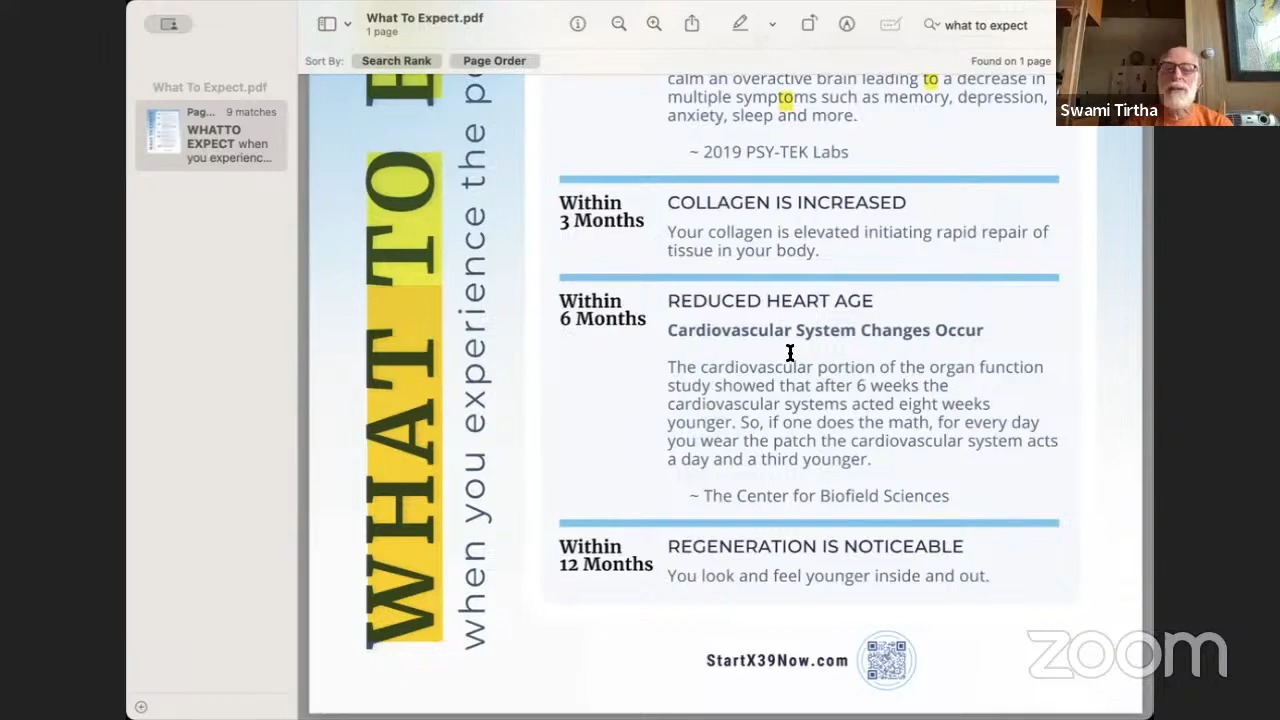 What To Expect.pdf
1 page
what to expect
Sort By:
Search Rank
Page Order
Found on 1 page
What To Expect.pdf
Pag... 9 matches
WHATTO
EXPECT when
you experienc...
Swami Tirtha
WHAT TO E
when you experience the p
calm an overactive brain leading to a decrease in
multiple symptoms such as memory, depression,
anxiety, sleep and more.
~ 2019 PSY-TEK Labs
Within
3 Months
COLLAGEN IS INCREASED
Your collagen is elevated initiating rapid repair of
tissue in your body.
Within
6 Months
REDUCED HEART AGE
Cardiovascular System Changes Occur
The cardiovascular portion of the organ function
study showed that after 6 weeks the
cardiovascular systems acted eight weeks
younger. So, if one does the math, for every day
you wear the patch the cardiovascular system acts
a day and a third younger.
~ The Center for Biofield Sciences
Within
12 Months
REGENERATION IS NOTICEABLE
You look and feel younger inside and out.
StartX39Now.com
zoom